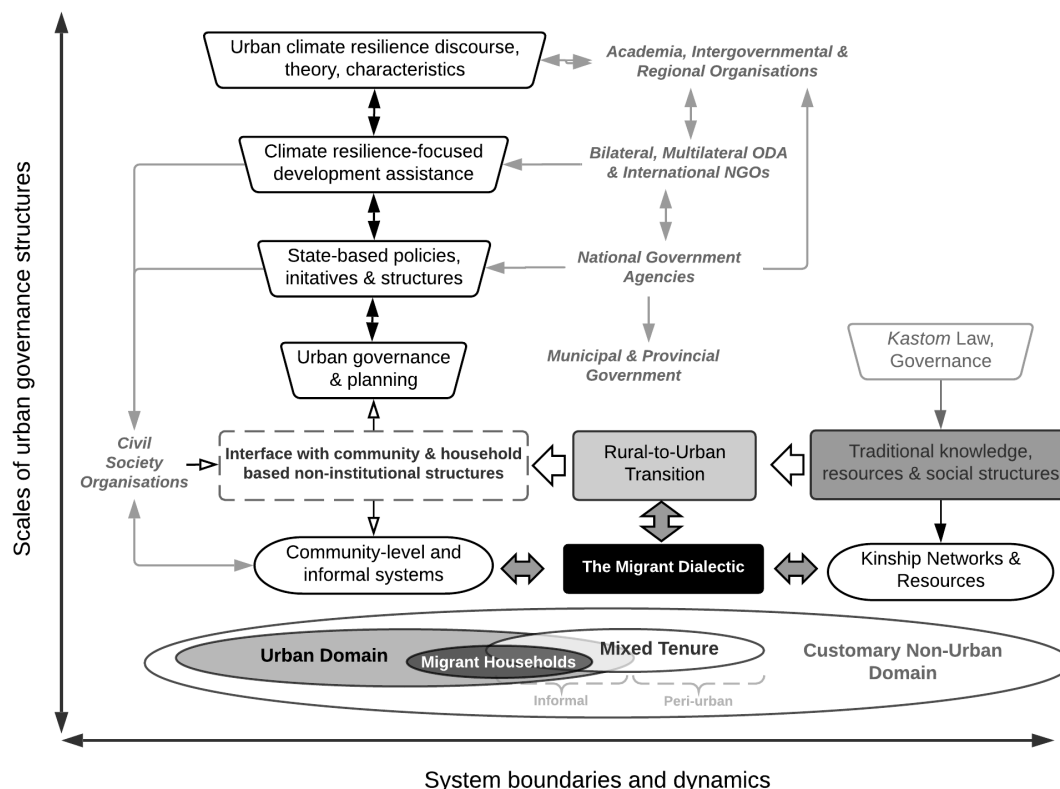 Urban climate resilience discourse,
theory, characteristics
Academia, Intergovernmental &
Regional Organisations
Climate resilience-focused
development assistance
Bilateral, Multilateral ODA
& International NGOs
State-based policies,
initatives & structures
National Government
Agencies
Urban governance
& planning
Municipal & Provincial
Government
Kastom Law,
Governance
Civil
Society
Organisations
Interface with community & household
based non-institutional structures
Rural-to-Urban
Transition
Traditional knowledge,
resources & social structures
Community-level and
informal systems
The Migrant Dialectic
Kinship Networks &
Resources
Urban Domain
Migrant Households
Mixed Tenure
Customary Non-Urban
Domain
Informal
Peri-urban
Scales of urban governance structures
System boundaries and dynamics